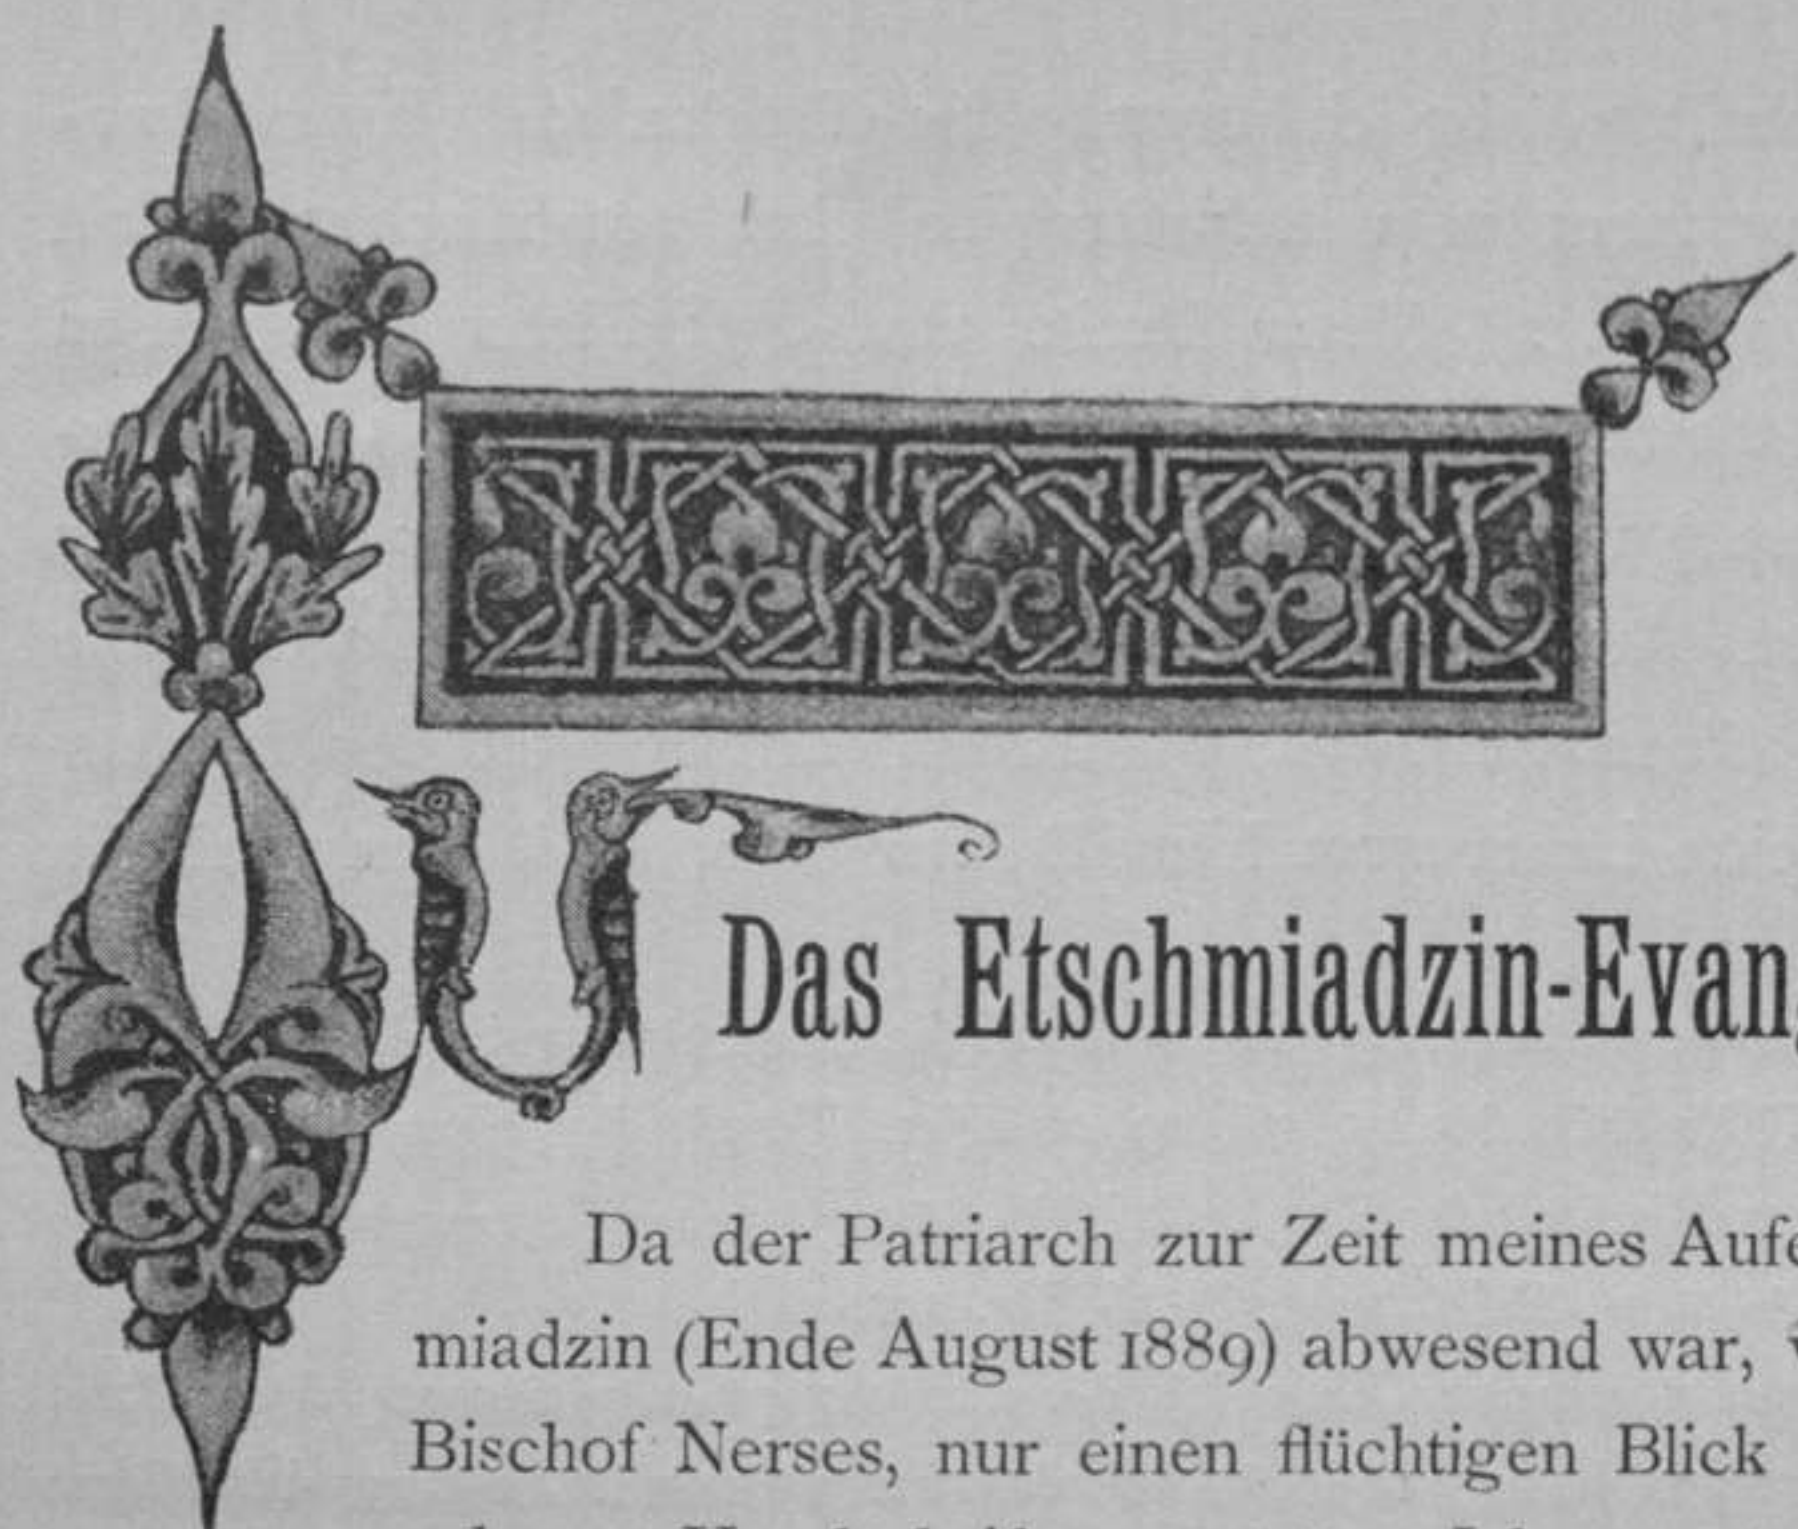 Das Etschmiadzin-Evan
Da der Patriarch zur Zeit meines Aufe
miadzin (Ende August 1889) abwesend war,
Bischof Nerses, nur einen flüchtigen Blick